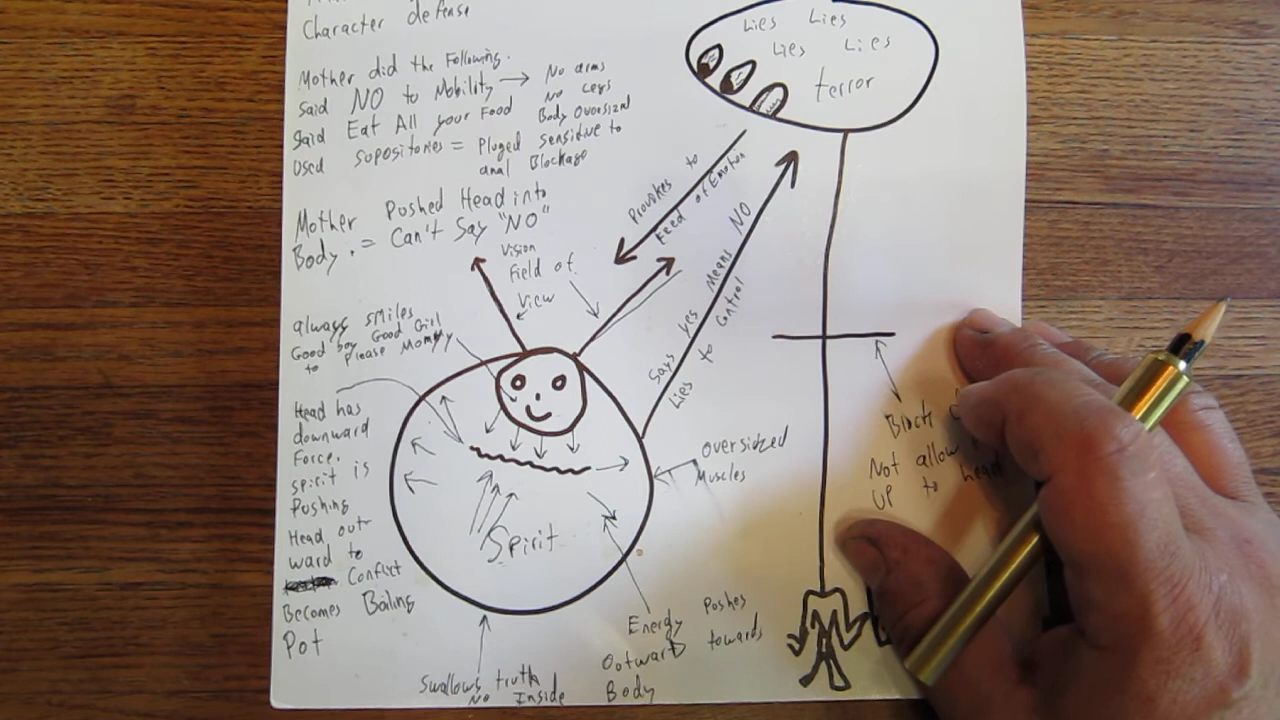 Character defense
Mother did the Following.
Said NO to Mobility → No arms
No Legs
Said Eat All your Food Body Oversized
Used Supositories = Pluged sensitive to
anal Blockage
Mother Pushed Head into
Body. = Can't Say "NO"
Vision
Field of
View
always smiles
Good boy Good Girl
to Please Mommy
Head has
downward
Force.
spirit is
Pushing
Head out-
ward to
Conflict
Becomes Boiling
Pot
Spirit
Swallows truth
No Inside
Energy Poshes
Ootward towards
Body
oversized
Muscles
Says yes Means NO
Lies to Control
Provokes to
Feed of Emotion
Lies Lies
Lies Lies
terror
Block
Not allow
UP to head